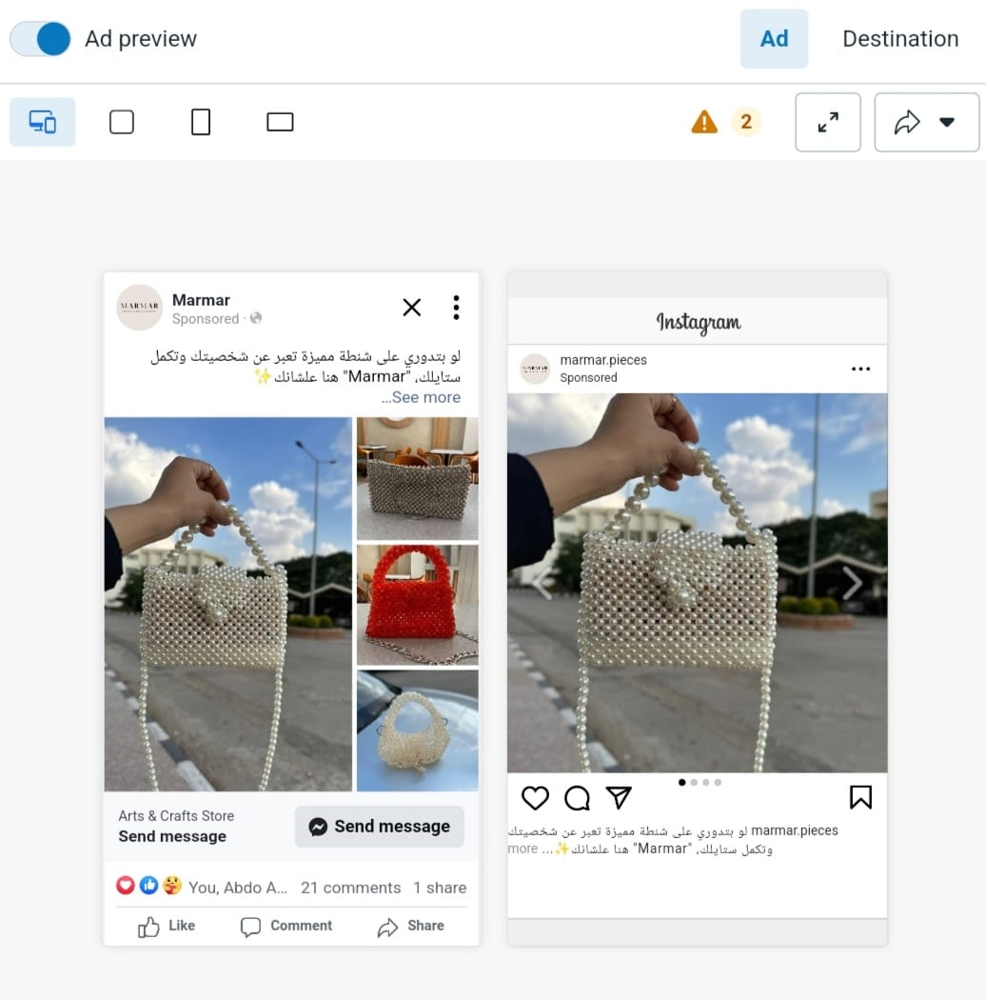 Ad preview
Ad
Destination
2
Marmar
Sponsored ·
MARMAR
لو بتدوري على شنطة مميزة تعبر عن شخصيتك وتكمل
ستايلك، "Marmar" هنا علشانك✨
...See more
Arts & Crafts Store
Send message
Send message
You, Abdo A...
21 comments
1 share
Like
Comment
Share
Instagram
MARMAR
marmar.pieces
Sponsored
marmar.pieces لو بتدوري على شنطة مميزة تعبر عن شخصيتك
وتكمل ستايلك، "Marmar" هنا علشانك✨... more